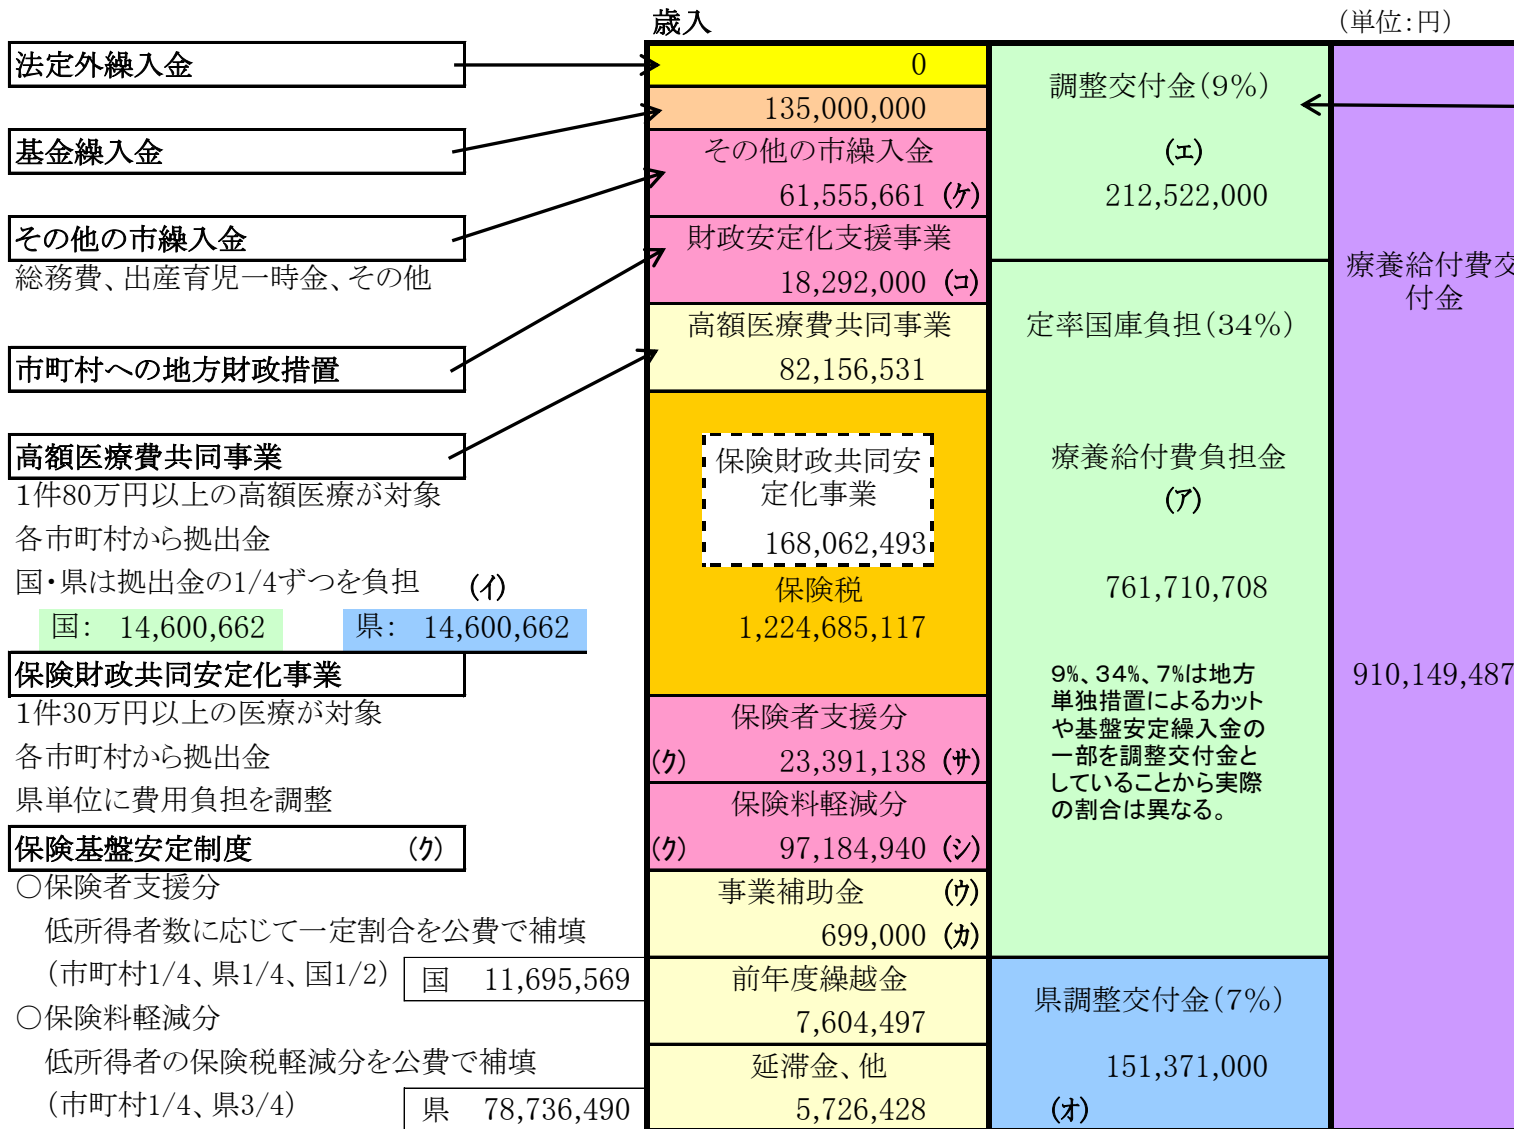 歳入
(単位:円)
法定外繰入金
基金繰入金
その他の市繰入金
総務費、出産育児一時金、その他
市町村への地方財政措置
高額医療費共同事業
1件80万円以上の高額医療が対象
各市町村から拠出金
国・県は拠出金の1/4ずつを負担 (イ)
国: 14,600,662 県: 14,600,662
保険財政共同安定化事業
1件30万円以上の医療が対象
各市町村から拠出金
県単位に費用負担を調整
保険基盤安定制度 (ク)
○保険者支援分
低所得者数に応じて一定割合を公費で補填
(市町村1/4、県1/4、国1/2) 国 11,695,569
○保険料軽減分
低所得者の保険税軽減分を公費で補填
(市町村1/4、県3/4) 県 78,736,490
0
135,000,000
その他の市繰入金
61,555,661 (ケ)
財政安定化支援事業
18,292,000 (コ)
高額医療費共同事業
82,156,531
保険財政共同安
定化事業
168,062,493
保険税
1,224,685,117
保険者支援分
(ク) 23,391,138 (サ)
保険料軽減分
(ク) 97,184,940 (シ)
事業補助金 (ウ)
699,000 (カ)
前年度繰越金
7,604,497
延滞金、他
5,726,428
調整交付金(9%)
(エ)
212,522,000
定率国庫負担(34%)
療養給付費負担金
(ア)
761,710,708
9%、34%、7%は地方
単独措置によるカット
や基盤安定繰入金の
一部を調整交付金と
していることから実際
の割合は異なる。
県調整交付金(7%)
151,371,000
(オ)
療養給付費交
付金
910,149,487